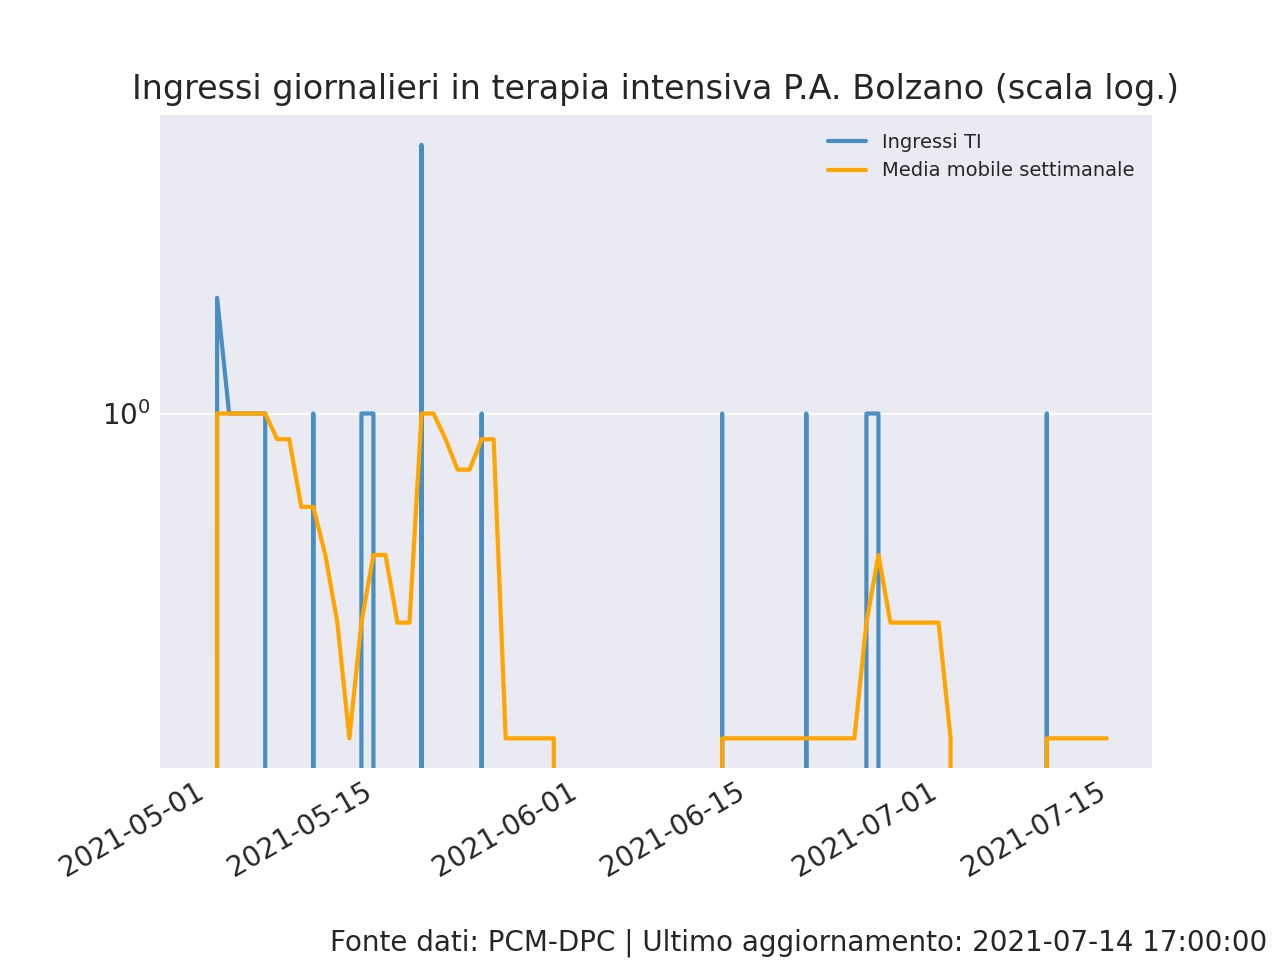 Ingressi giornalieri in terapia intensiva P.A. Bolzano (scala log.)
Ingressi TI
Media mobile settimanale
10⁰
2021-05-01
2021-05-15
2021-06-01
2021-06-15
2021-07-01
2021-07-15
Fonte dati: PCM-DPC | Ultimo aggiornamento: 2021-07-14 17:00:00